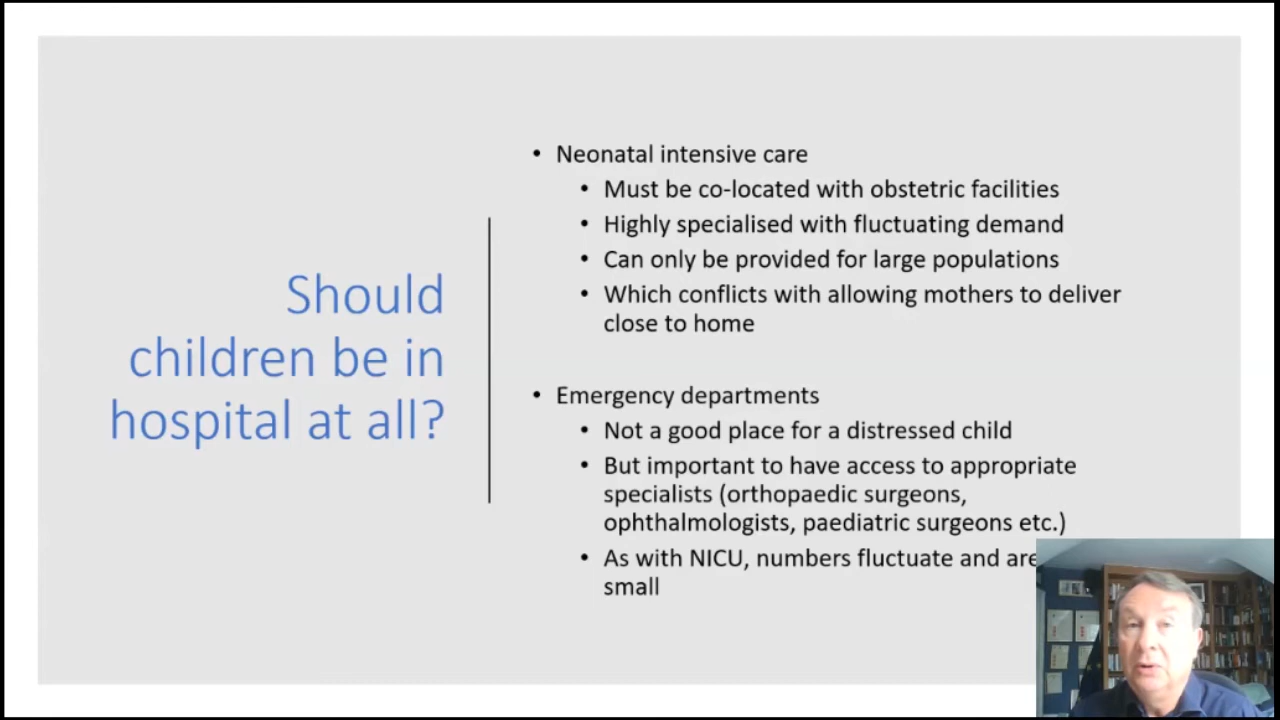 Should
children be in
hospital at all?
• Neonatal intensive care
• Must be co-located with obstetric facilities
• Highly specialised with fluctuating demand
• Can only be provided for large populations
• Which conflicts with allowing mothers to deliver
close to home
• Emergency departments
• Not a good place for a distressed child
• But important to have access to appropriate
specialists (orthopaedic surgeons,
ophthalmologists, paediatric surgeons etc.)
• As with NICU, numbers fluctuate and are
small